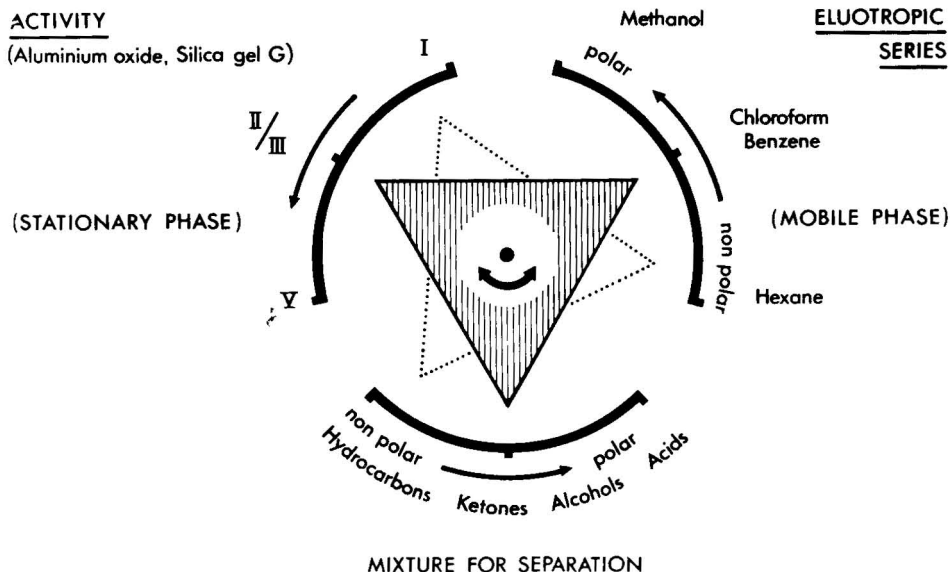 ACTIVITY
(Aluminium oxide, Silica gel G)
I
II/III
(STATIONARY PHASE)
V
Methanol
polar
ELUOTROPIC
SERIES
Chloroform
Benzene
(MOBILE PHASE)
non polar
Hexane
non polar
polar
Hydrocarbons
Ketones
Alcohols
Acids
MIXTURE FOR SEPARATION